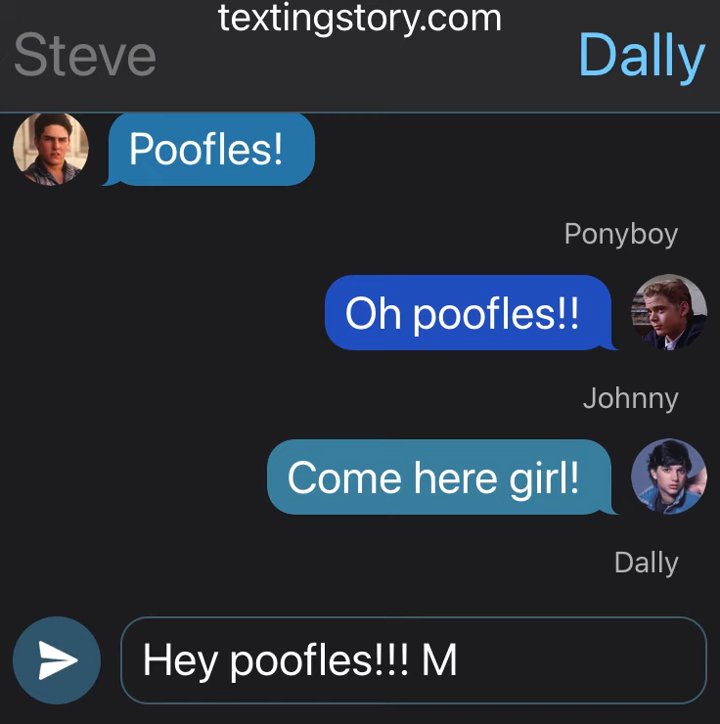 textingstory.com
Steve Dally
Poofles!
Ponyboy
Oh poofles!!
Johnny
Come here girl!
Dally
Hey poofles!!! M